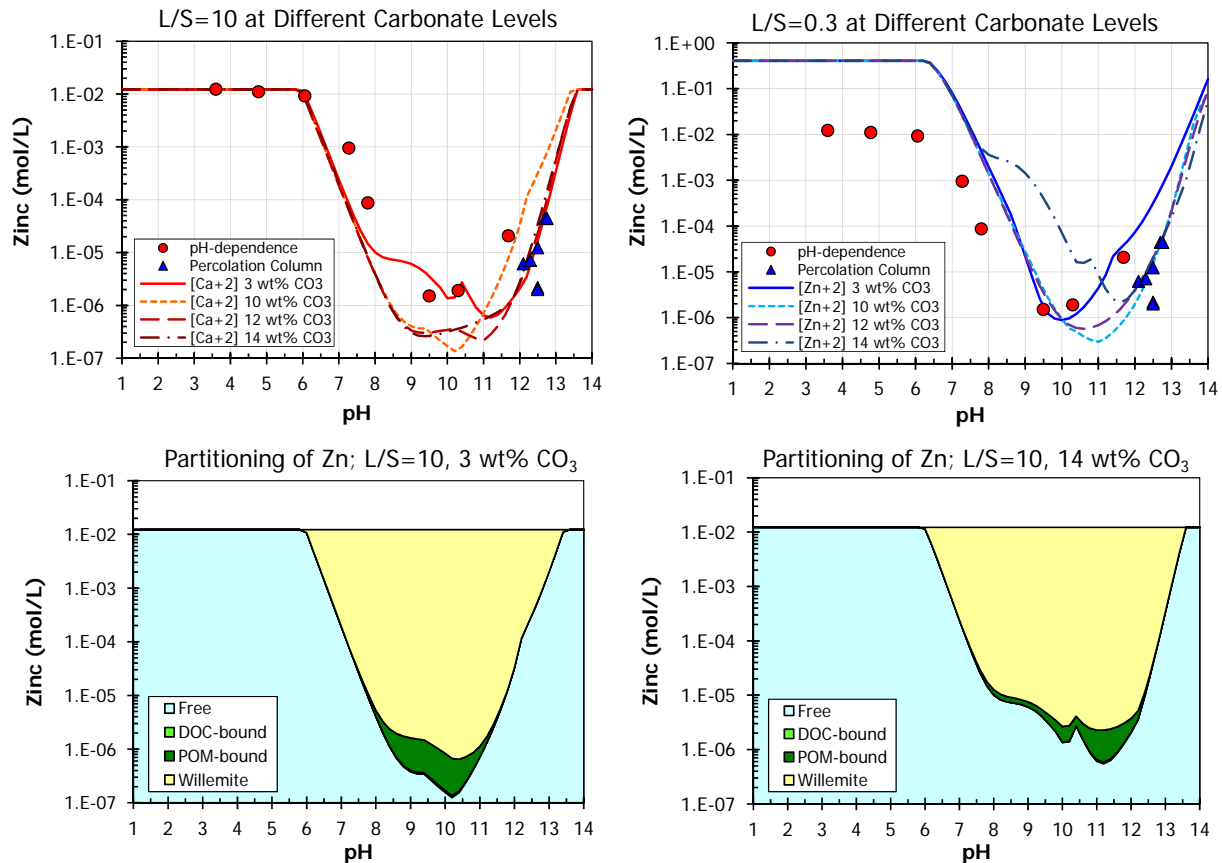 L/S=10 at Different Carbonate Levels
Zinc (mol/L)
1.E-01
1.E-02
1.E-03
1.E-04
1.E-05
1.E-06
1.E-07
pH-dependence
Percolation Column
[Ca+2] 3 wt% CO3
[Ca+2] 10 wt% CO3
[Ca+2] 12 wt% CO3
[Ca+2] 14 wt% CO3
1 2 3 4 5 6 7 8 9 10 11 12 13 14
pH
L/S=0.3 at Different Carbonate Levels
Zinc (mol/L)
1.E+00
1.E-01
1.E-02
1.E-03
1.E-04
1.E-05
1.E-06
1.E-07
pH-dependence
Percolation Column
[Zn+2] 3 wt% CO3
[Zn+2] 10 wt% CO3
[Zn+2] 12 wt% CO3
[Zn+2] 14 wt% CO3
1 2 3 4 5 6 7 8 9 10 11 12 13 14
pH
Partitioning of Zn; L/S=10, 3 wt% CO₃
Zinc (mol/L)
1.E-01
1.E-02
1.E-03
1.E-04
1.E-05
1.E-06
1.E-07
Free
DOC-bound
POM-bound
Willemite
1 2 3 4 5 6 7 8 9 10 11 12 13 14
pH
Partitioning of Zn; L/S=10, 14 wt% CO₃
Zinc (mol/L)
1.E-01
1.E-02
1.E-03
1.E-04
1.E-05
1.E-06
1.E-07
Free
DOC-bound
POM-bound
Willemite
1 2 3 4 5 6 7 8 9 10 11 12 13 14
pH